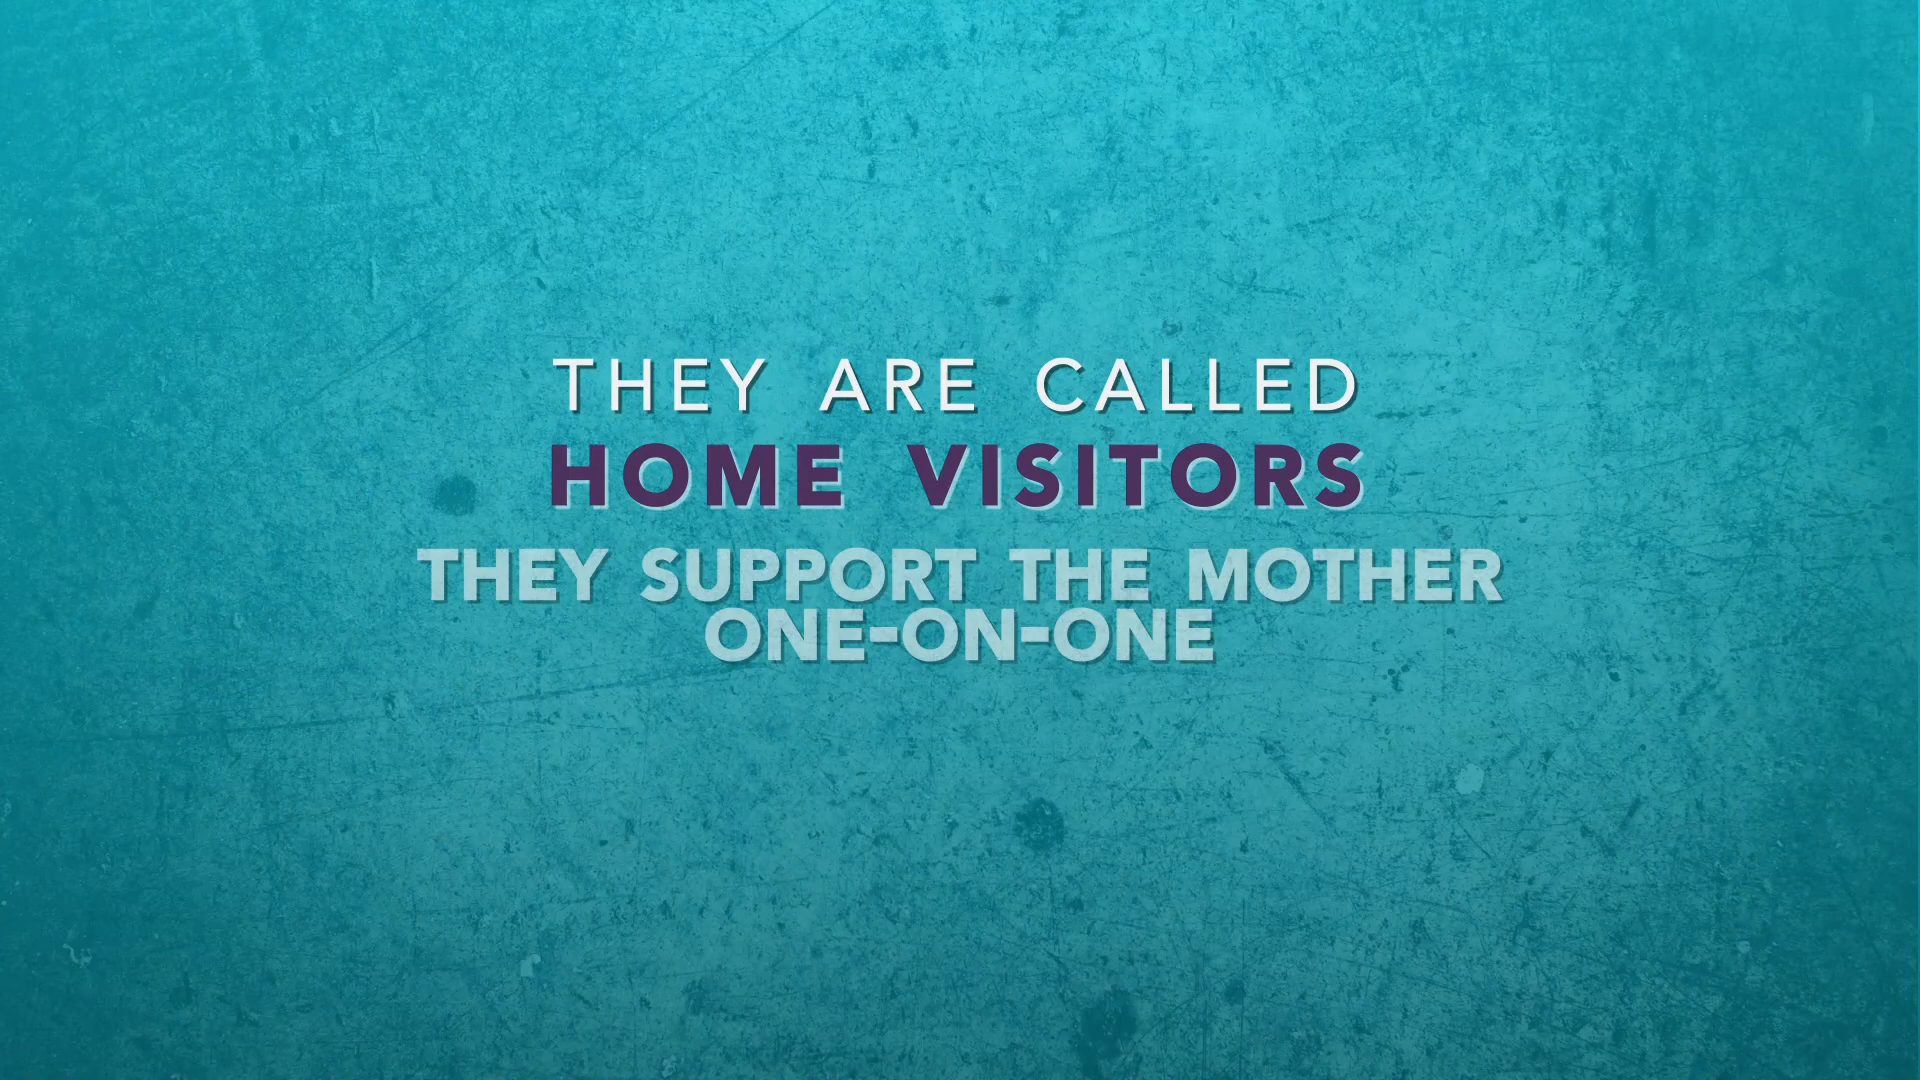 THEY ARE CALLED
HOME VISITORS
THEY SUPPORT THE MOTHER
ONE-ON-ONE